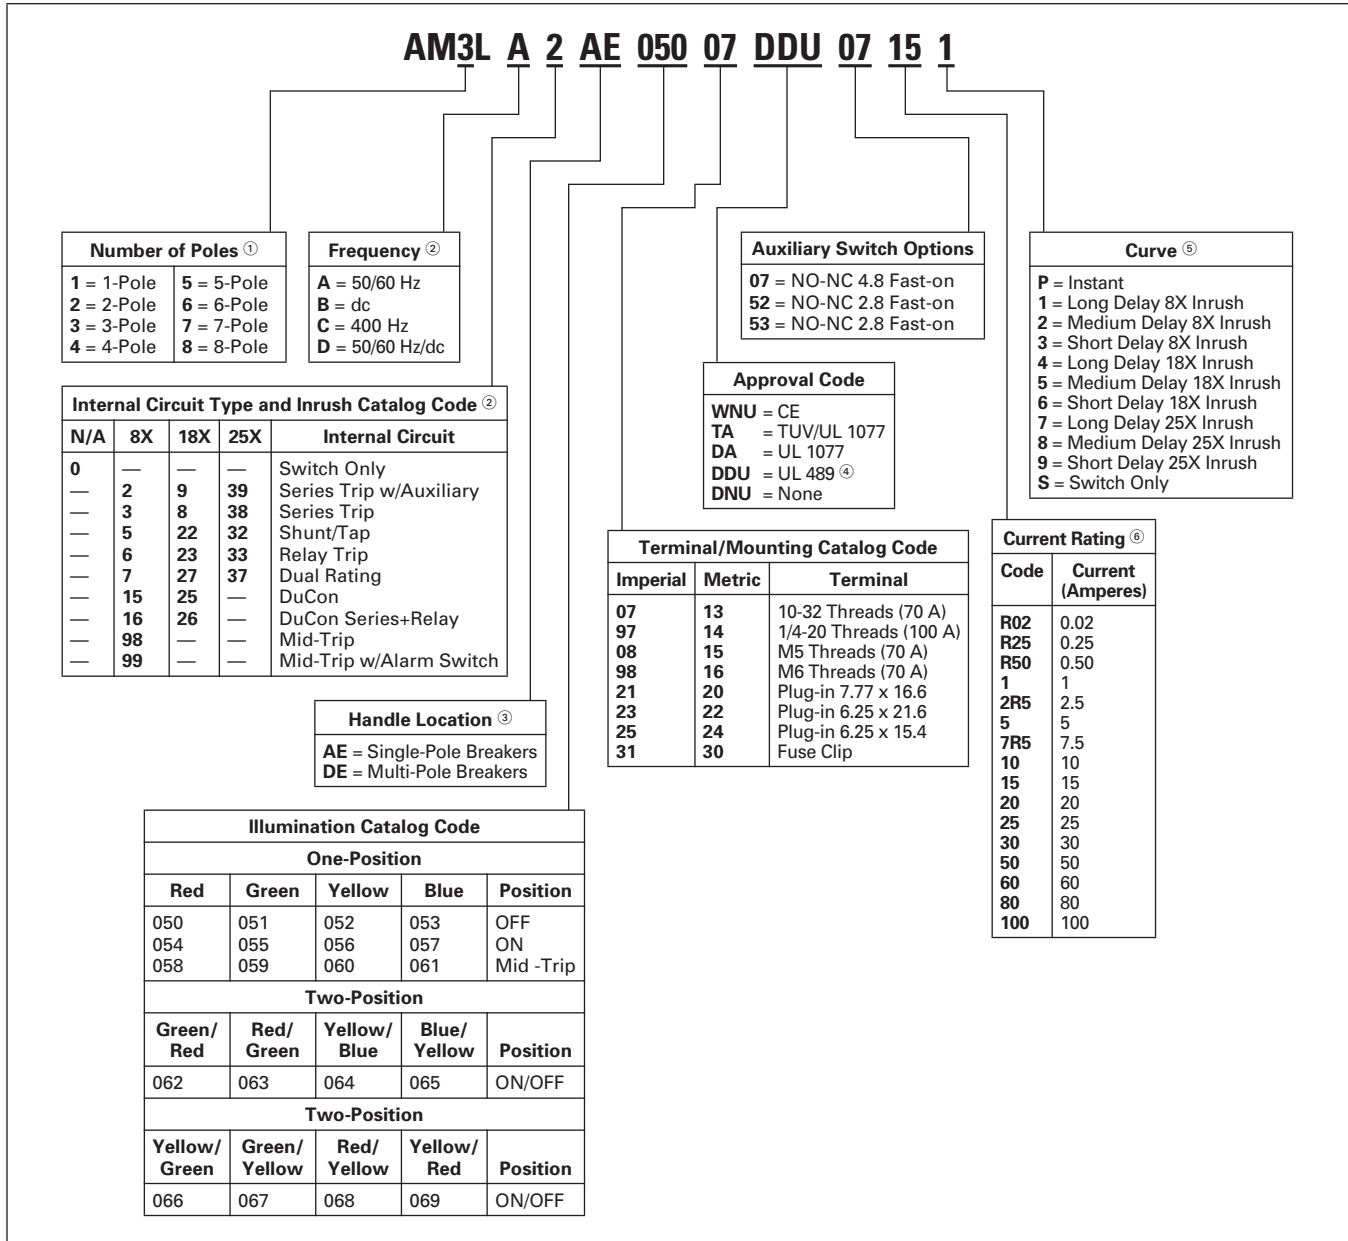 AM3L A 2 AE 050 07 DDU 07 15 1
Number of Poles ①
1 = 1-Pole 5 = 5-Pole
2 = 2-Pole 6 = 6-Pole
3 = 3-Pole 7 = 7-Pole
4 = 4-Pole 8 = 8-Pole
Frequency ②
A = 50/60 Hz
B = dc
C = 400 Hz
D = 50/60 Hz/dc
Auxiliary Switch Options
07 = NO-NC 4.8 Fast-on
52 = NO-NC 2.8 Fast-on
53 = NO-NC 2.8 Fast-on
Curve ⑤
P = Instant
1 = Long Delay 8X Inrush
2 = Medium Delay 8X Inrush
3 = Short Delay 8X Inrush
4 = Long Delay 18X Inrush
5 = Medium Delay 18X Inrush
6 = Short Delay 18X Inrush
7 = Long Delay 25X Inrush
8 = Medium Delay 25X Inrush
9 = Short Delay 25X Inrush
S = Switch Only
Internal Circuit Type and Inrush Catalog Code ②
N/A 8X 18X 25X Internal Circuit
0 — — — Switch Only
— 2 9 39 Series Trip w/Auxiliary
— 3 8 38 Series Trip
— 5 22 32 Shunt/Tap
— 6 23 33 Relay Trip
— 7 27 37 Dual Rating
— 15 25 — DuCon
— 16 26 — DuCon Series+Relay
— 98 — — Mid-Trip
— 99 — — Mid-Trip w/Alarm Switch
Approval Code
WNU = CE
TA = TUV/UL 1077
DA = UL 1077
DDU = UL 489 ④
DNU = None
Terminal/Mounting Catalog Code
Imperial Metric Terminal
07 13 10-32 Threads (70 A)
97 14 1/4-20 Threads (100 A)
08 15 M5 Threads (70 A)
98 16 M6 Threads (70 A)
21 20 Plug-in 7.77 x 16.6
23 22 Plug-in 6.25 x 21.6
25 24 Plug-in 6.25 x 15.4
31 30 Fuse Clip
Current Rating ⑥
Code Current
(Amperes)
R02 0.02
R25 0.25
R50 0.50
1 1
2R5 2.5
5 5
7R5 7.5
10 10
15 15
20 20
25 25
30 30
50 50
60 60
80 80
100 100
Handle Location ③
AE = Single-Pole Breakers
DE = Multi-Pole Breakers
Illumination Catalog Code
One-Position
Red Green Yellow Blue Position
050 051 052 053 OFF
054 055 056 057 ON
058 059 060 061 Mid -Trip
Two-Position
Green/ Red/ Yellow/ Blue/
Red Green Blue Yellow Position
062 063 064 065 ON/OFF
Two-Position
Yellow/ Green/ Red/ Yellow/
Green Yellow Yellow Red Position
066 067 068 069 ON/OFF